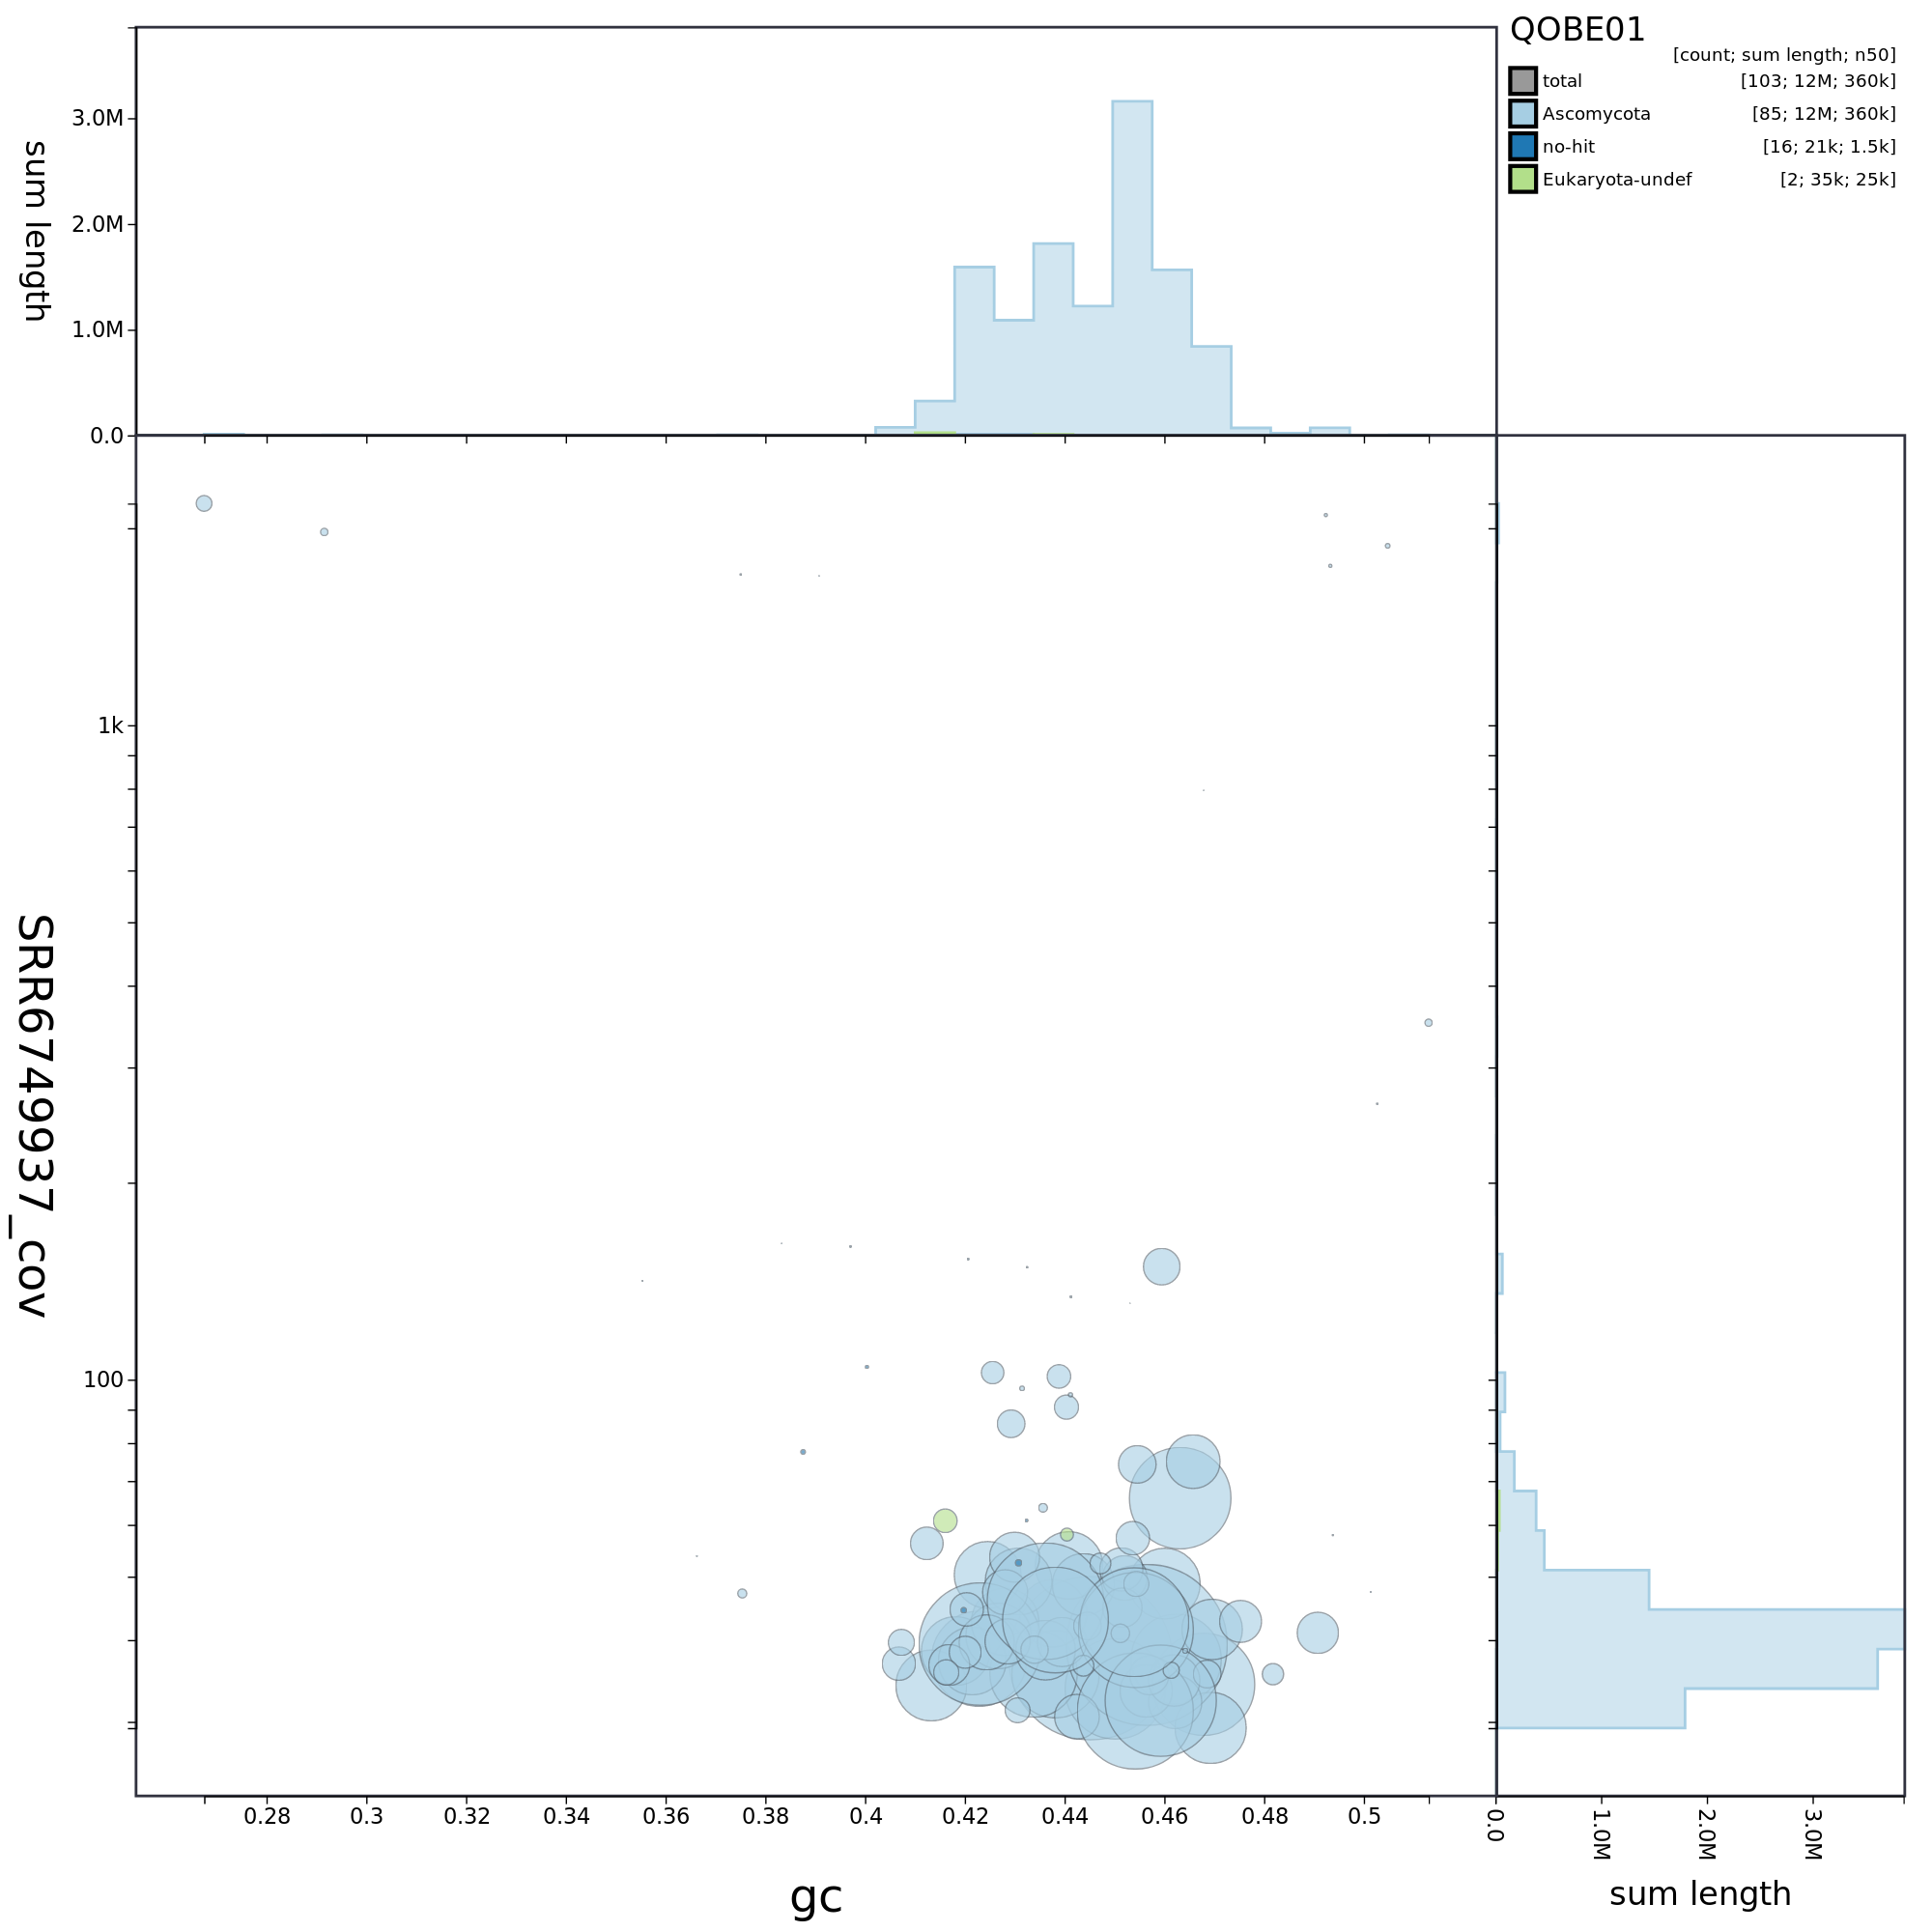 QOBE01
[count; sum length; n50]
total [103; 12M; 360k]
Ascomycota [85; 12M; 360k]
no-hit [16; 21k; 1.5k]
Eukaryota-undef [2; 35k; 25k]
sum length
3.0M
2.0M
1.0M
0.0
SRR6749937_cov
1k
100
0.28 0.3 0.32 0.34 0.36 0.38 0.4 0.42 0.44 0.46 0.48 0.5
gc
0.0 1.0M 2.0M 3.0M
sum length